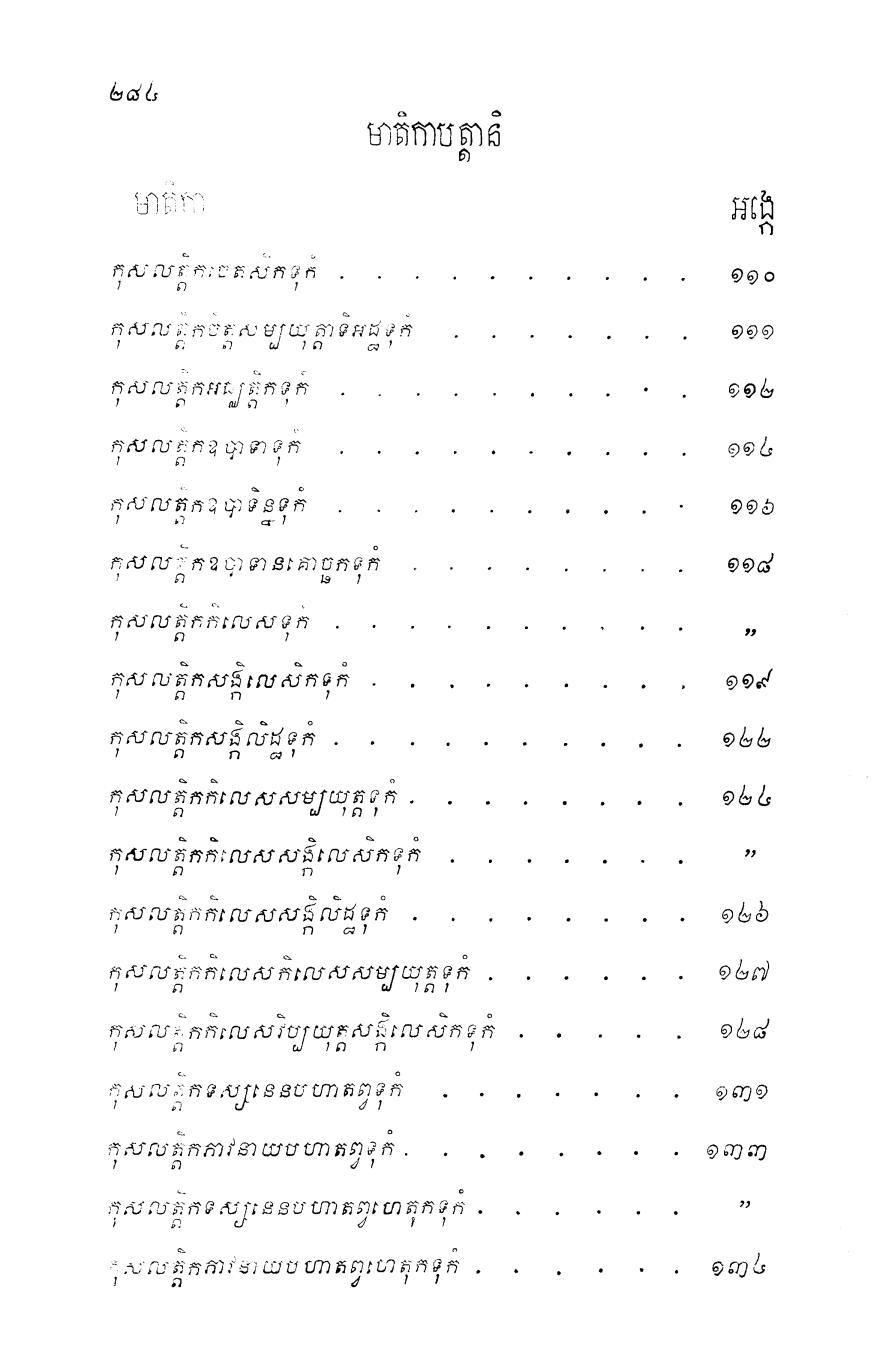 ២៨៤
មាតិកាបត្តានិ
មាតិកា អង្កេ
កុសលត្តិកចេតសិកទុកំ . . . . . . . . . . ១១០
កុសលត្តិកចិត្តសម្បយុត្តាទិអដ្ឋទុកំ . . . . . . . ១១១
កុសលត្តិកអជ្ឈត្តិកទុកំ . . . . . . . . . . ១១២
កុសលត្តិកឧបាទាទុកំ . . . . . . . . . . ១១៤
កុសលត្តិកឧបាទិន្នទុកំ . . . . . . . . . . ១១៦
កុសលត្តិកឧបាទានគោច្ឆកទុកំ . . . . . . . . ១១៨
កុសលត្តិកកិលេសទុកំ . . . . . . . . . . ”
កុសលត្តិកសង្កិលេសិកទុកំ . . . . . . . . . ១១៩
កុសលត្តិកសង្កិលិដ្ឋទុកំ . . . . . . . . . . ១២២
កុសលត្តិកកិលេសសម្បយុត្តទុកំ . . . . . . . . ១២៤
កុសលត្តិកកិលេសសង្កិលេសិកទុកំ . . . . . . . ”
កុសលត្តិកកិលេសសង្កិលិដ្ឋទុកំ . . . . . . . . ១២៦
កុសលត្តិកកិលេសកិលេសសម្បយុត្តទុកំ . . . . . . ១២៧
កុសលត្តិកកិលេសវិប្បយុត្តសង្កិលេសិកទុកំ . . . . . ១២៨
កុសលត្តិកទស្សនេនបហាតព្វទុកំ . . . . . . . ១៣១
កុសលត្តិកភាវនាយបហាតព្វទុកំ . . . . . . . . ១៣៣
កុសលត្តិកទស្សនេនបហាតព្វហេតុកទុកំ . . . . . . ”
កុសលត្តិកភាវនាយបហាតព្វហេតុកទុកំ . . . . . . ១៣៤